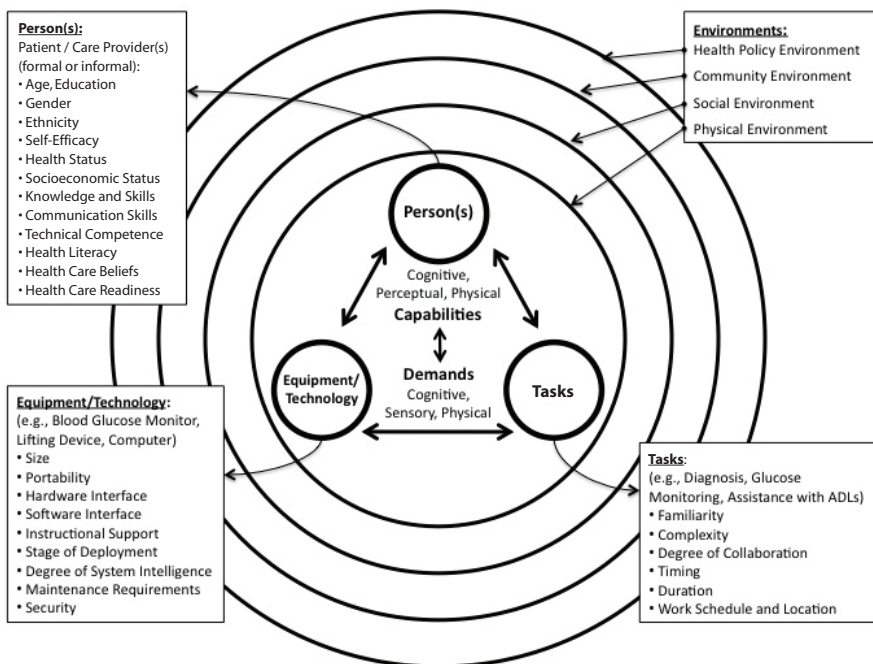 Person(s):
Patient / Care Provider(s)
(formal or informal):
• Age, Education
• Gender
• Ethnicity
• Self-Efficacy
• Health Status
• Socioeconomic Status
• Knowledge and Skills
• Communication Skills
• Technical Competence
• Health Literacy
• Health Care Beliefs
• Health Care Readiness
Environments:
Health Policy Environment
Community Environment
Social Environment
Physical Environment
Person(s)
Cognitive,
Perceptual, Physical
Capabilities
Demands
Cognitive,
Sensory, Physical
Equipment/
Technology
Tasks
Equipment/Technology:
(e.g., Blood Glucose Monitor,
Lifting Device, Computer)
• Size
• Portability
• Hardware Interface
• Software Interface
• Instructional Support
• Stage of Deployment
• Degree of System Intelligence
• Maintenance Requirements
• Security
Tasks:
(e.g., Diagnosis, Glucose
Monitoring, Assistance with ADLs)
• Familiarity
• Complexity
• Degree of Collaboration
• Timing
• Duration
• Work Schedule and Location